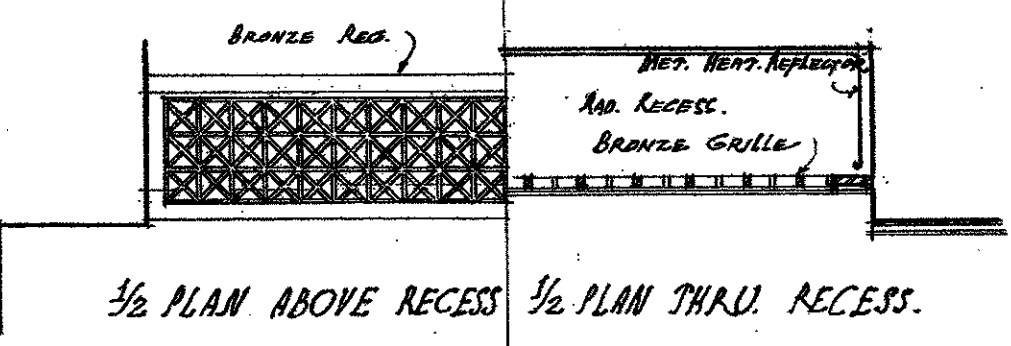 BRONZE REG.
MET. HEAT. REFLECTOR
RAD. RECESS.
BRONZE GRILLE
1/2 PLAN ABOVE RECESS
1/2 PLAN THRU. RECESS.